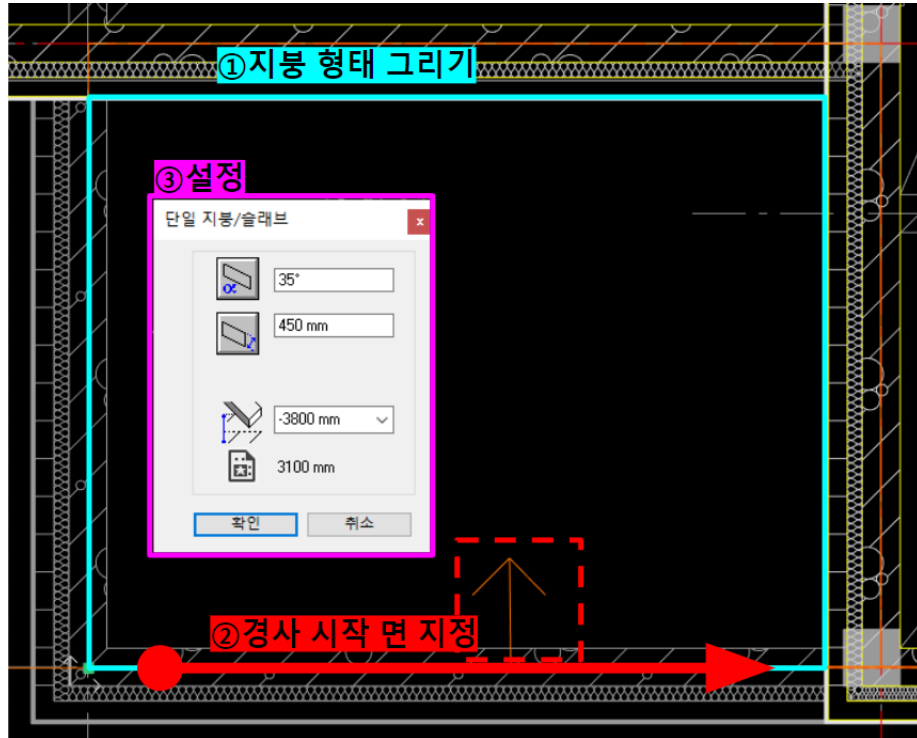 ①지붕 형태 그리기
③설정
단일 지붕/슬래브
x
α
35°
450 mm
-3800 mm
3100 mm
확인
취소
②경사 시작 면 지정